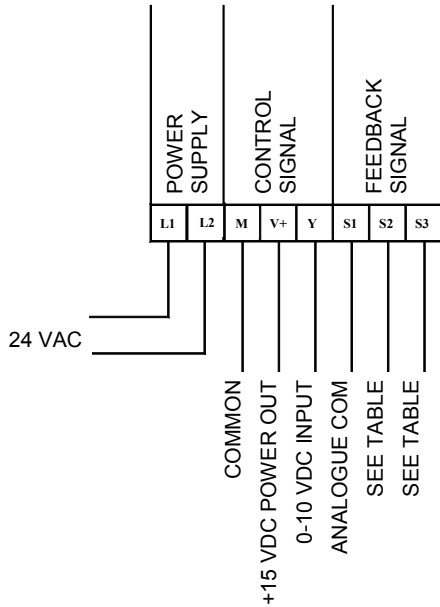 POWER
SUPPLY
CONTROL
SIGNAL
FEEDBACK
SIGNAL
L1 L2 M V+ Y S1 S2 S3
24 VAC
COMMON
+15 VDC POWER OUT
0-10 VDC INPUT
ANALOGUE COM
SEE TABLE
SEE TABLE